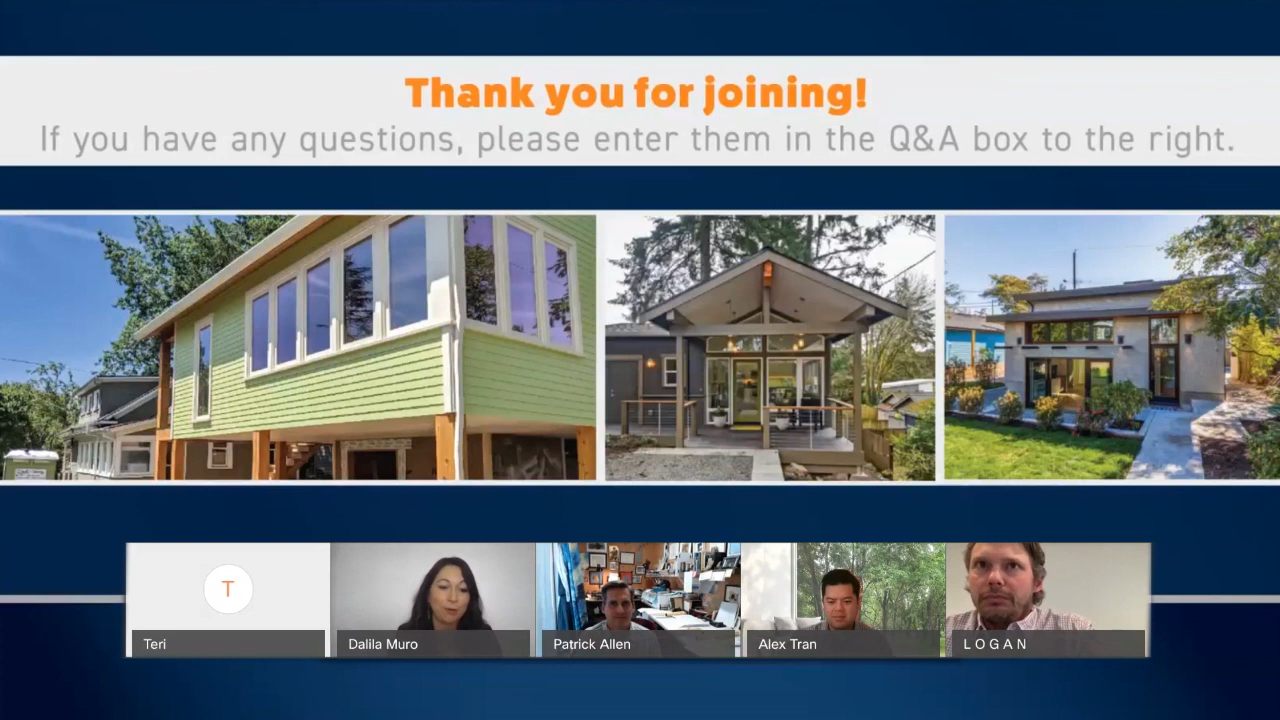 Thank you for joining!
If you have any questions, please enter them in the Q&A box to the right.
T
Teri
Dalila Muro
Patrick Allen
Alex Tran
L O G A N